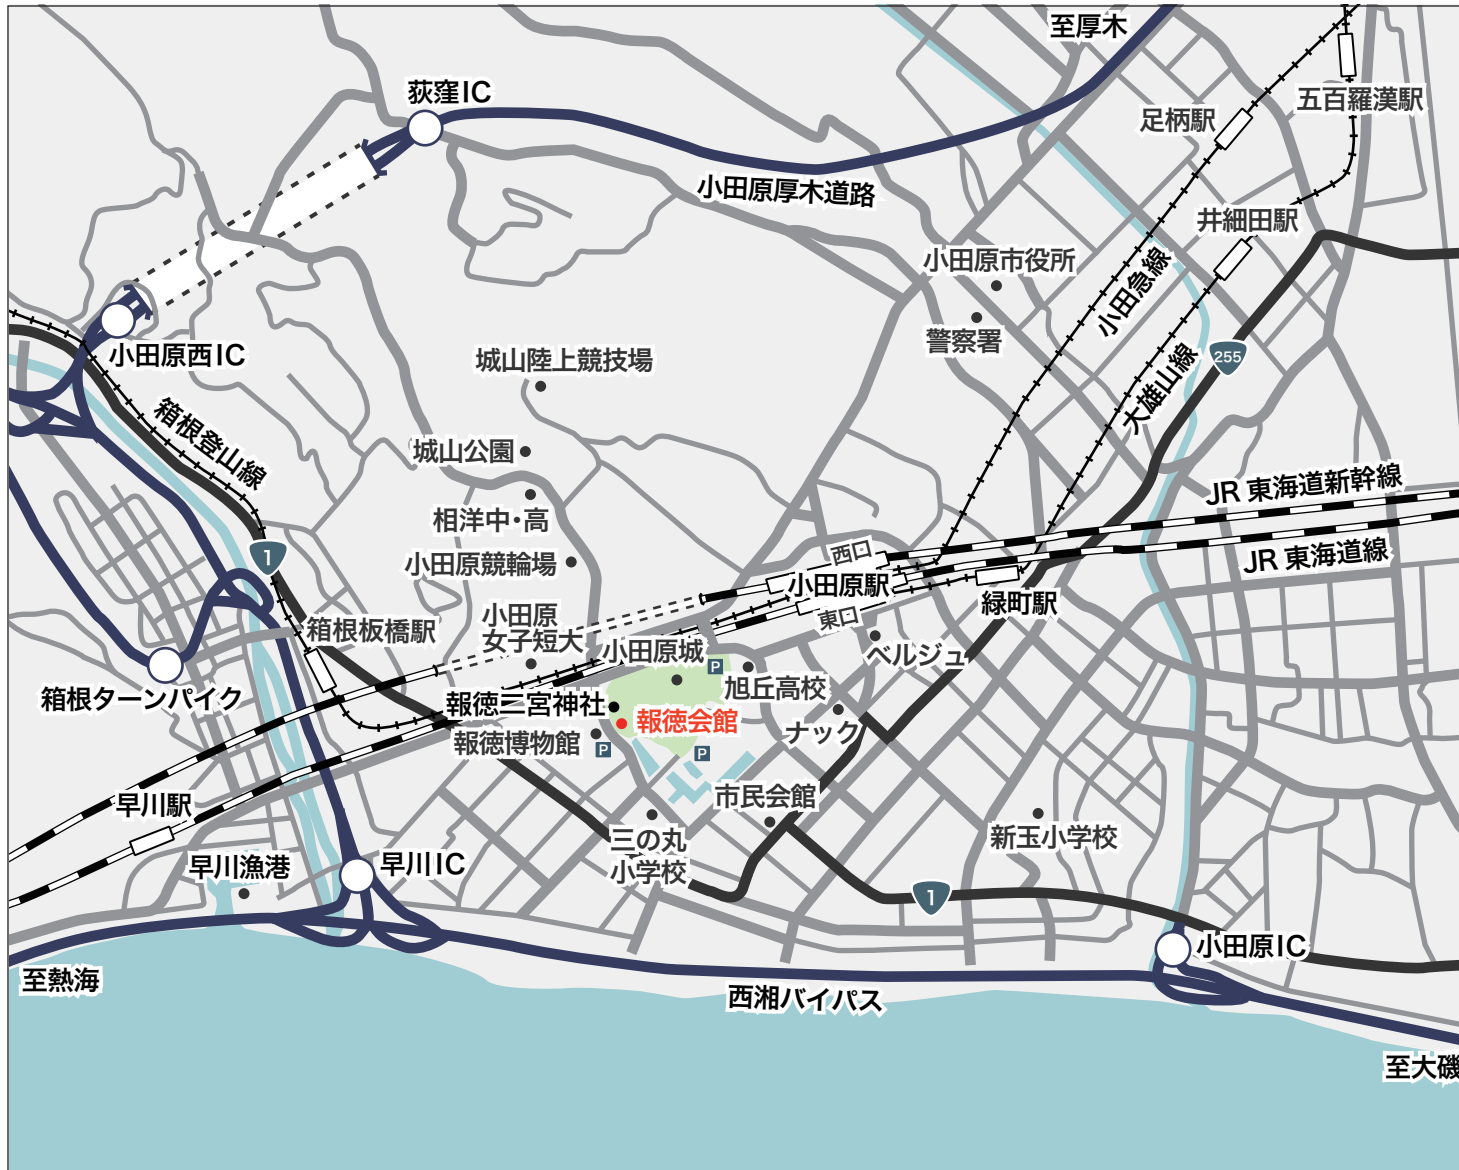 至厚木
荻窪IC
五百羅漢駅
足柄駅
小田原厚木道路
井細田駅
小田原市役所
小田急線
警察署
小田原西IC
255
城山陸上競技場
大雄山線
箱根登山線
城山公園
JR 東海道新幹線
相洋中・高
JR 東海道線
1
小田原競輪場
西口
小田原駅
緑町駅
東口
小田原
女子短大
箱根板橋駅
小田原城
P
ベルジュ
旭丘高校
箱根ターンパイク
報徳二宮神社
報徳会館
ナック
報徳博物館
P
P
市民会館
早川駅
三の丸
小学校
新玉小学校
早川漁港
早川IC
1
小田原IC
至熱海
西湘バイパス
至大磯